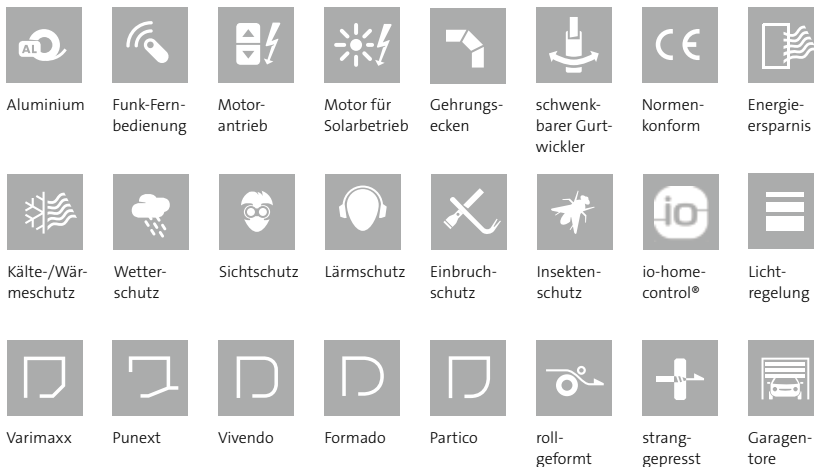 AL
CE
Aluminium
Funk-Fern-
bedienung
Motor-
antrieb
Motor für
Solarbetrieb
Gehrungs-
ecken
schwenk-
barer Gurt-
wickler
Normen-
konform
Energie-
ersparnis
io
Kälte-/Wär-
meschutz
Wetter-
schutz
Sichtschutz
Lärmschutz
Einbruch-
schutz
Insekten-
schutz
io-home-
control®
Licht-
regelung
Varimaxx
Punext
Vivendo
Formado
Partico
roll-
geformt
strang-
gepresst
Garagen-
tore